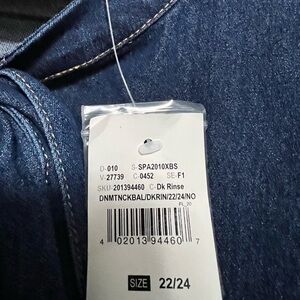 D-010 S-SPA2010XBS
V-27739 C-0452 SE-F1
SKU-201394460 C-Dk Rinse
DNMTNCKBAL/DKRIN/22/24/NO
PL_20
4 02013 94460 7
SIZE 22/24